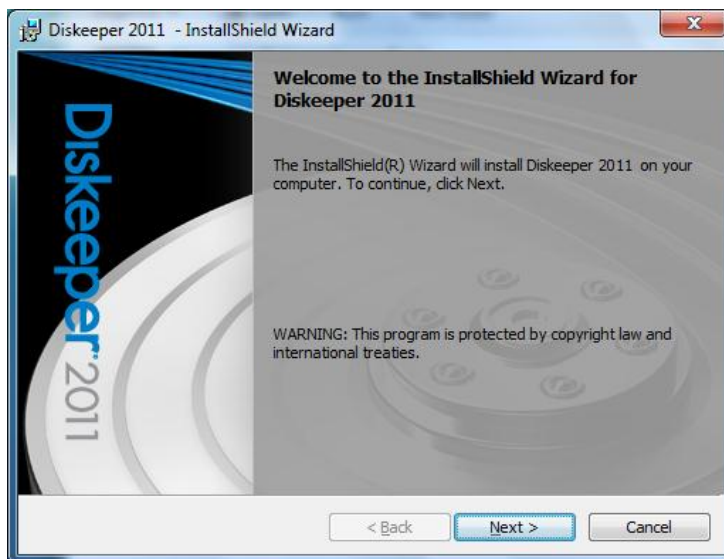 Diskeeper 2011 - InstallShield Wizard
X
Diskeeper 2011
Welcome to the InstallShield Wizard for
Diskeeper 2011
The InstallShield(R) Wizard will install Diskeeper 2011 on your
computer. To continue, click Next.
WARNING: This program is protected by copyright law and
international treaties.
< Back
Next >
Cancel